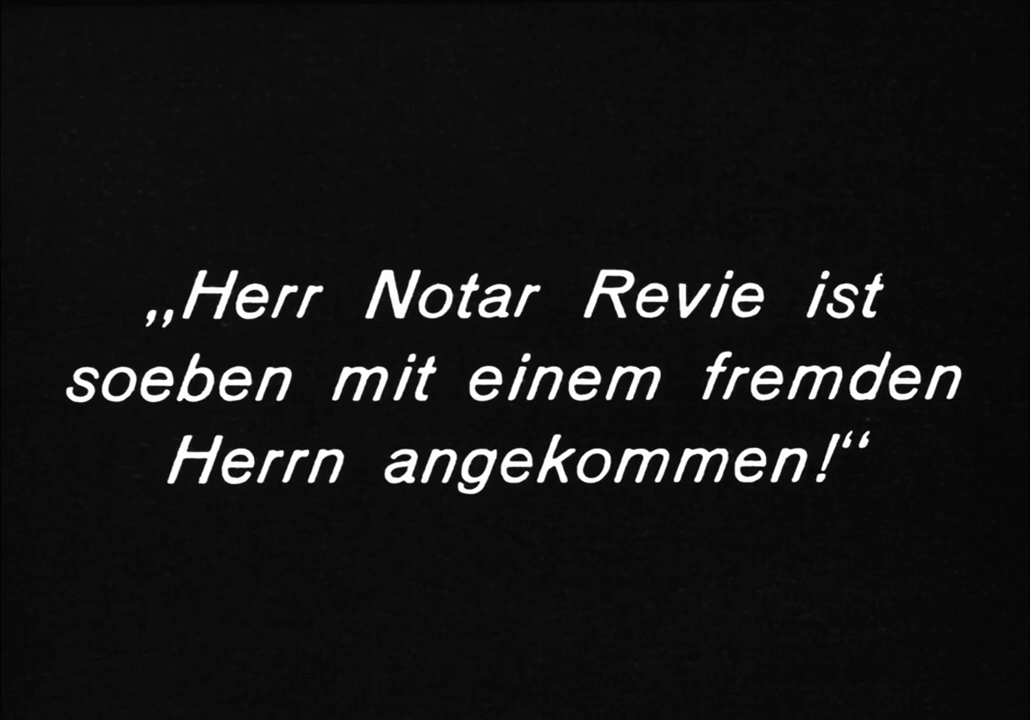 „Herr Notar Revie ist
soeben mit einem fremden
Herrn angekommen!“